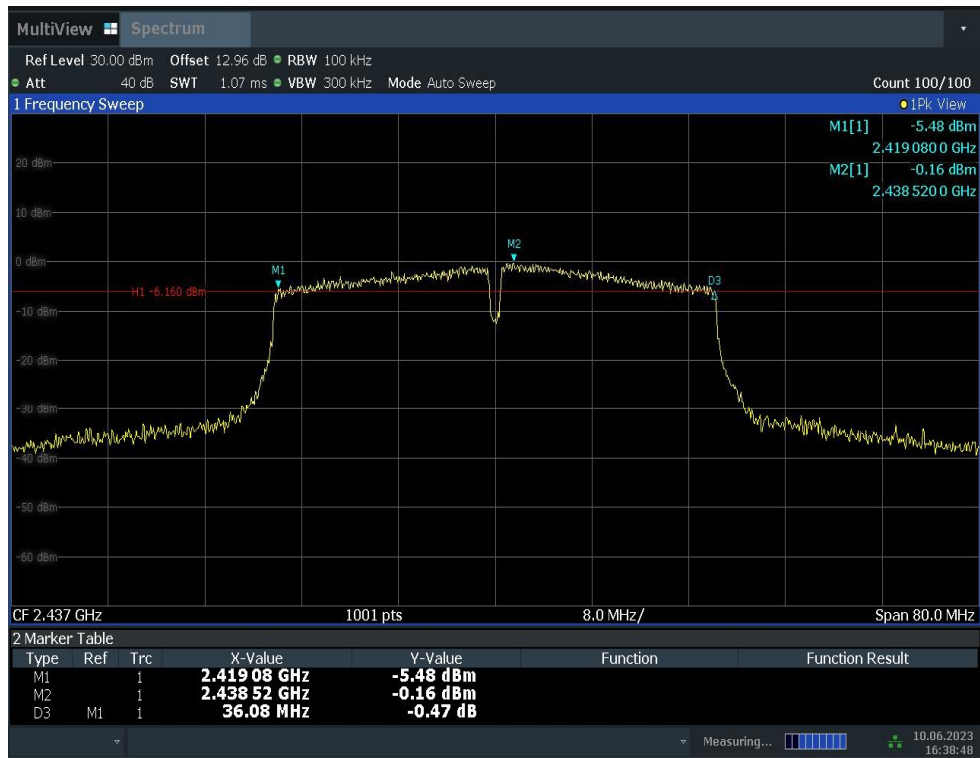 MultiView Spectrum
Ref Level 30.00 dBm Offset 12.96 dB RBW 100 kHz
Att 40 dB SWT 1.07 ms VBW 300 kHz Mode Auto Sweep Count 100/100
1 Frequency Sweep 1Pk View
M1[1] -5.48 dBm
2.419 080 0 GHz
M2[1] -0.16 dBm
2.438 520 0 GHz
20 dBm
10 dBm
M2
0 dBm
M1
D3
H1 -6.160 dBm
-10 dBm
-20 dBm
-30 dBm
-40 dBm
-50 dBm
-60 dBm
CF 2.437 GHz 1001 pts 8.0 MHz/ Span 80.0 MHz
2 Marker Table
Type Ref Trc X-Value Y-Value Function Function Result
M1 1 2.419 08 GHz -5.48 dBm
M2 1 2.438 52 GHz -0.16 dBm
D3 M1 1 36.08 MHz -0.47 dB
Measuring... 10.06.2023
16:38:48